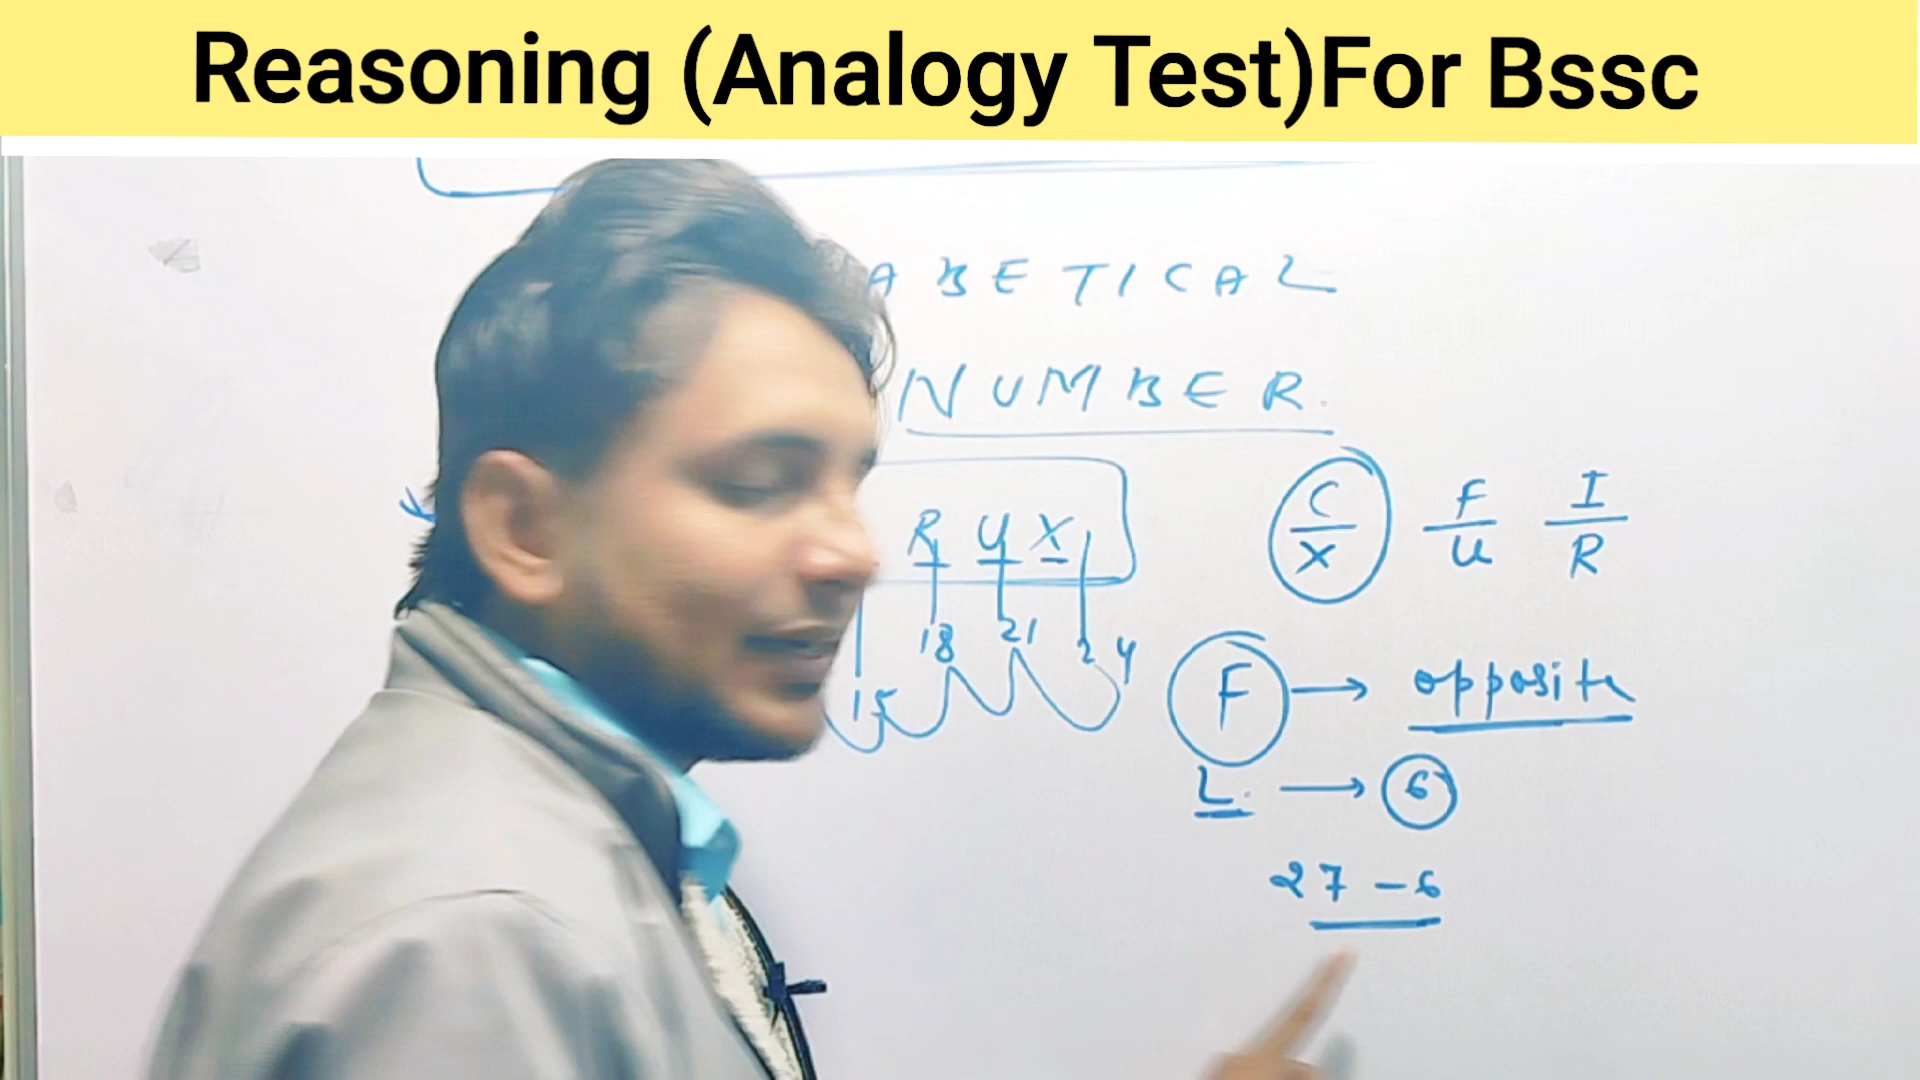 Reasoning (Analogy Test)For Bssc
ABETICAL
NUMBER.
C F I
X U R
R U X
18 21 24
15
F → opposite
L. → 6
27 - 6